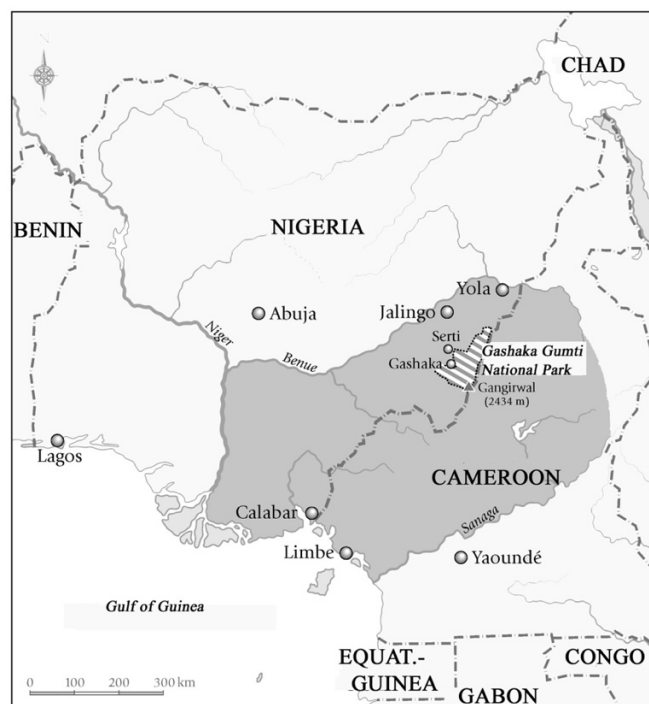 CHAD
NIGERIA
BENIN
Yola
Abuja
Jalingo
Niger
Serti
Benue
Gashaka
Gashaka Gumti
National Park
Gangirwal
(2434 m)
Lagos
CAMEROON
Calabar
Sanaga
Limbe
Yaoundé
Gulf of Guinea
EQUAT.-
GUINEA
CONGO
GABON
0 100 200 300 km